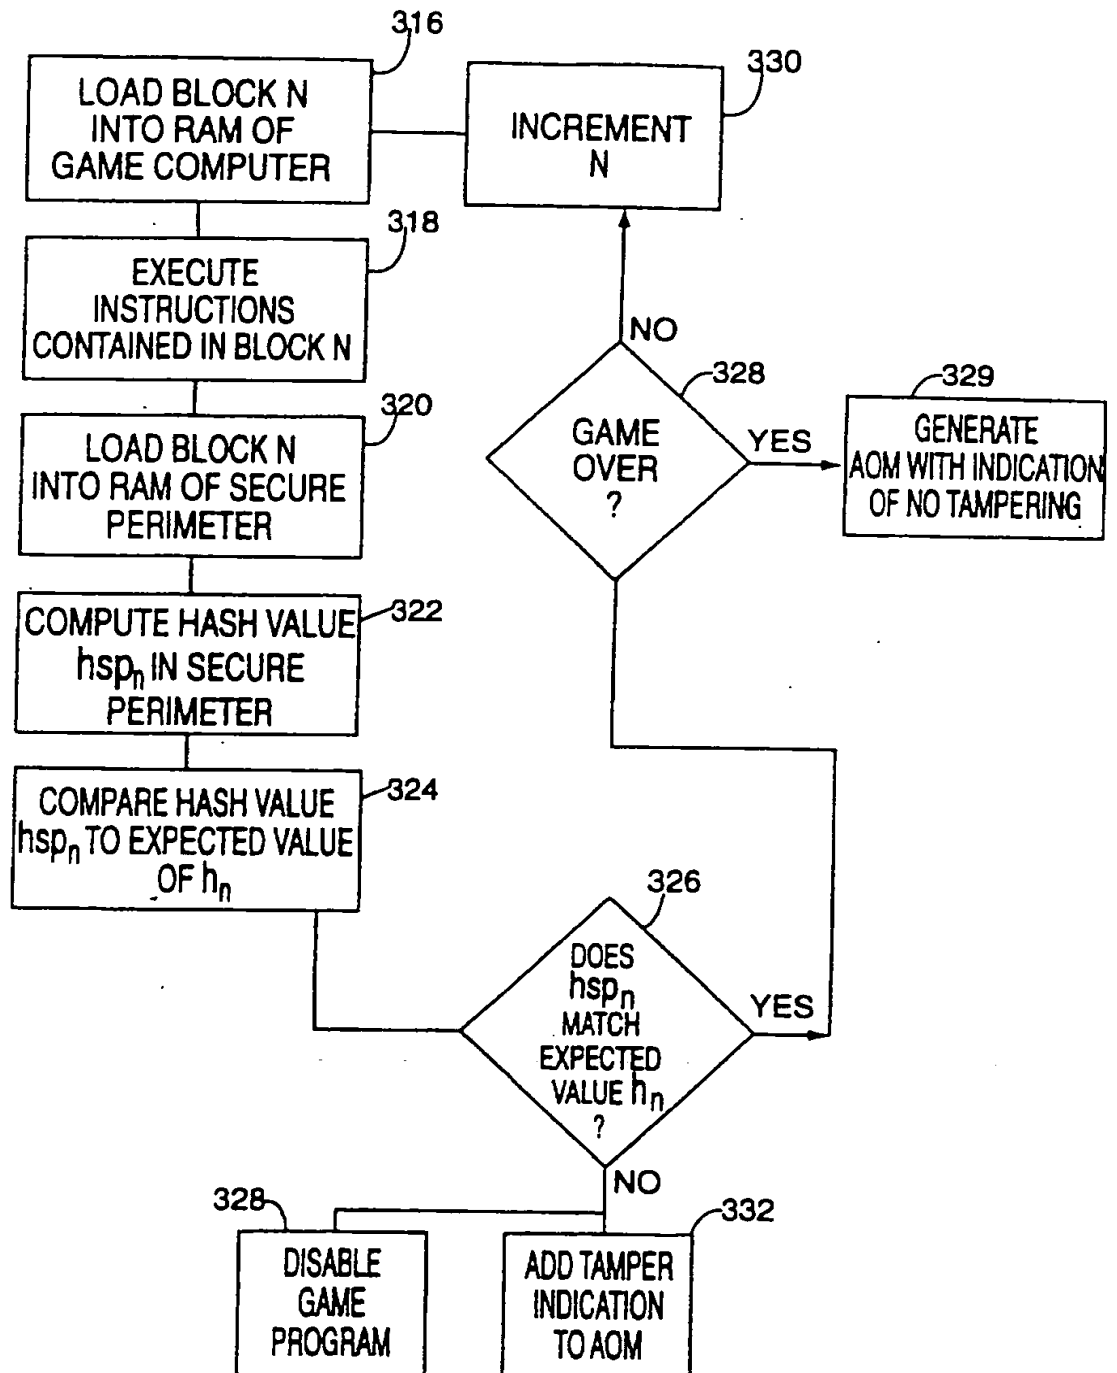 316
LOAD BLOCK N
INTO RAM OF
GAME COMPUTER
330
INCREMENT
N
318
EXECUTE
INSTRUCTIONS
CONTAINED IN BLOCK N
NO
328
GAME
OVER
?
YES
329
GENERATE
AOM WITH INDICATION
OF NO TAMPERING
320
LOAD BLOCK N
INTO RAM OF SECURE
PERIMETER
322
COMPUTE HASH VALUE
hspn IN SECURE
PERIMETER
324
COMPARE HASH VALUE
hspn TO EXPECTED VALUE
OF hn
326
DOES
hspn
MATCH
EXPECTED
VALUE hn
?
YES
NO
328
DISABLE
GAME
PROGRAM
332
ADD TAMPER
INDICATION
TO AOM